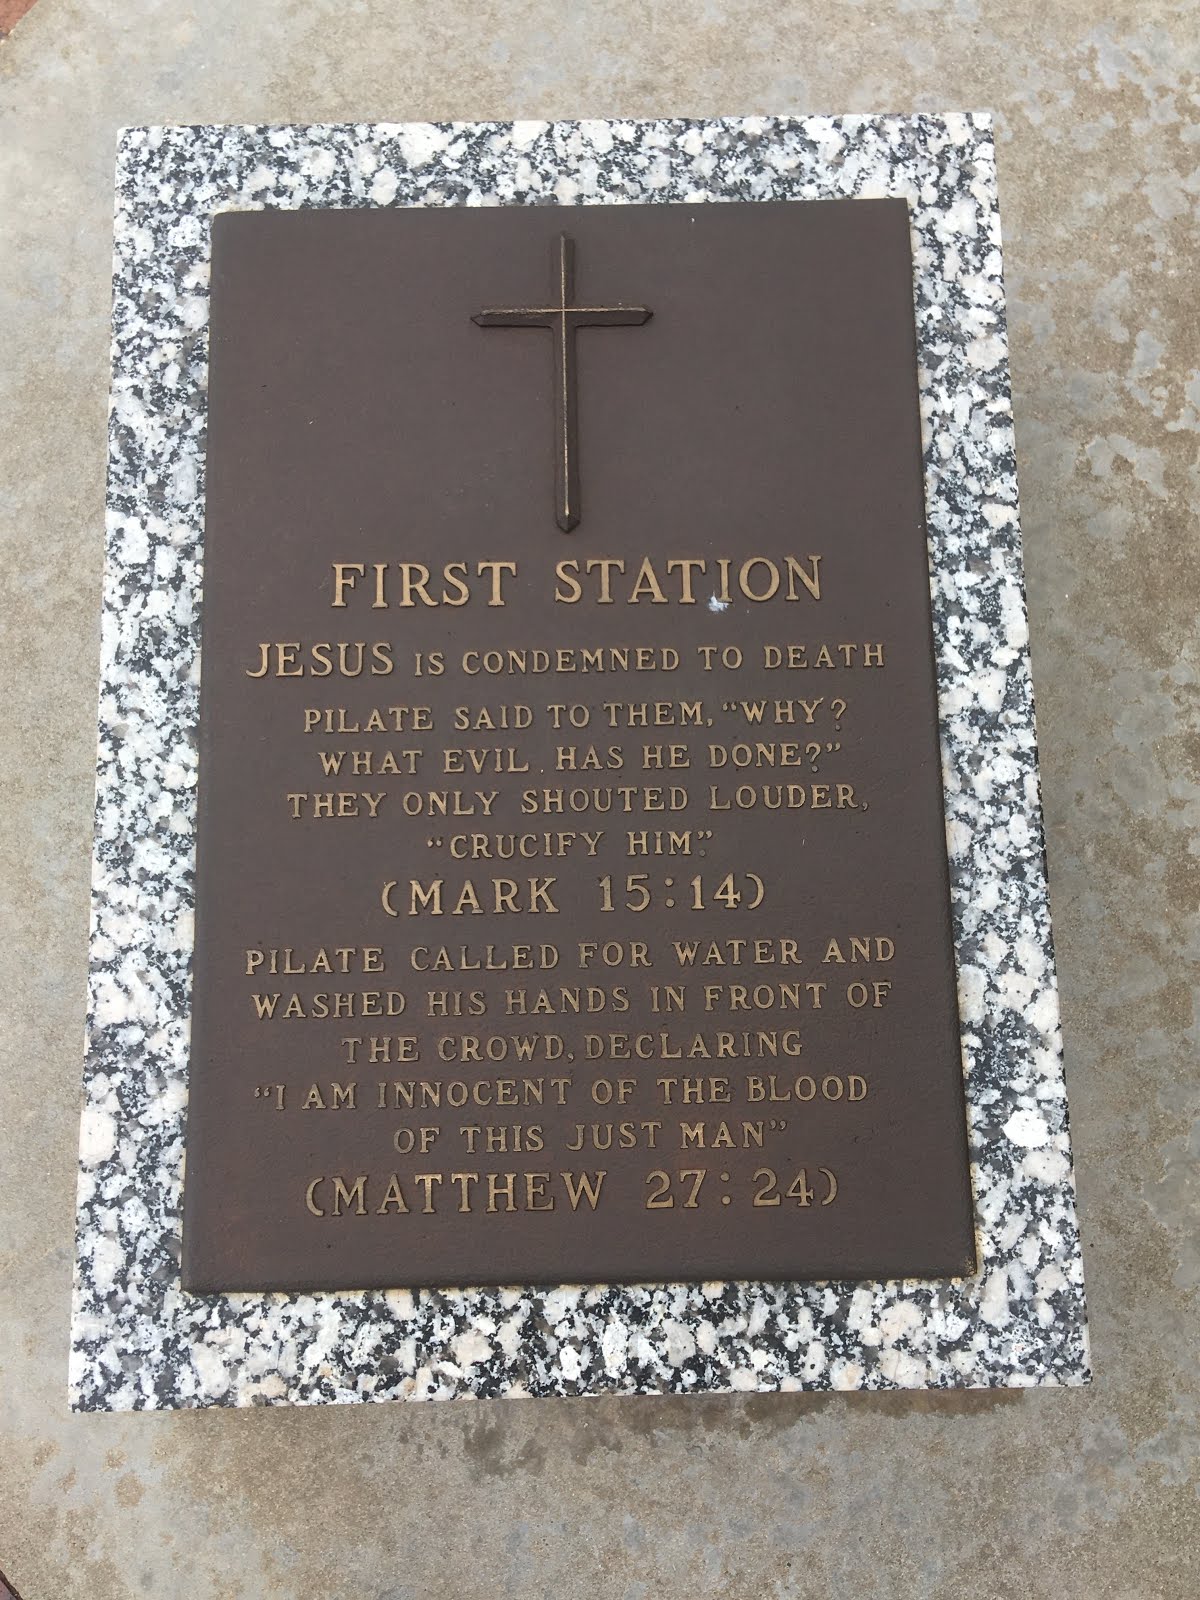 FIRST STATION
JESUS IS CONDEMNED TO DEATH
PILATE SAID TO THEM, "WHY?
WHAT EVIL HAS HE DONE?"
THEY ONLY SHOUTED LOUDER,
"CRUCIFY HIM."
(MARK 15:14)
PILATE CALLED FOR WATER AND
WASHED HIS HANDS IN FRONT OF
THE CROWD, DECLARING
"I AM INNOCENT OF THE BLOOD
OF THIS JUST MAN"
(MATTHEW 27:24)